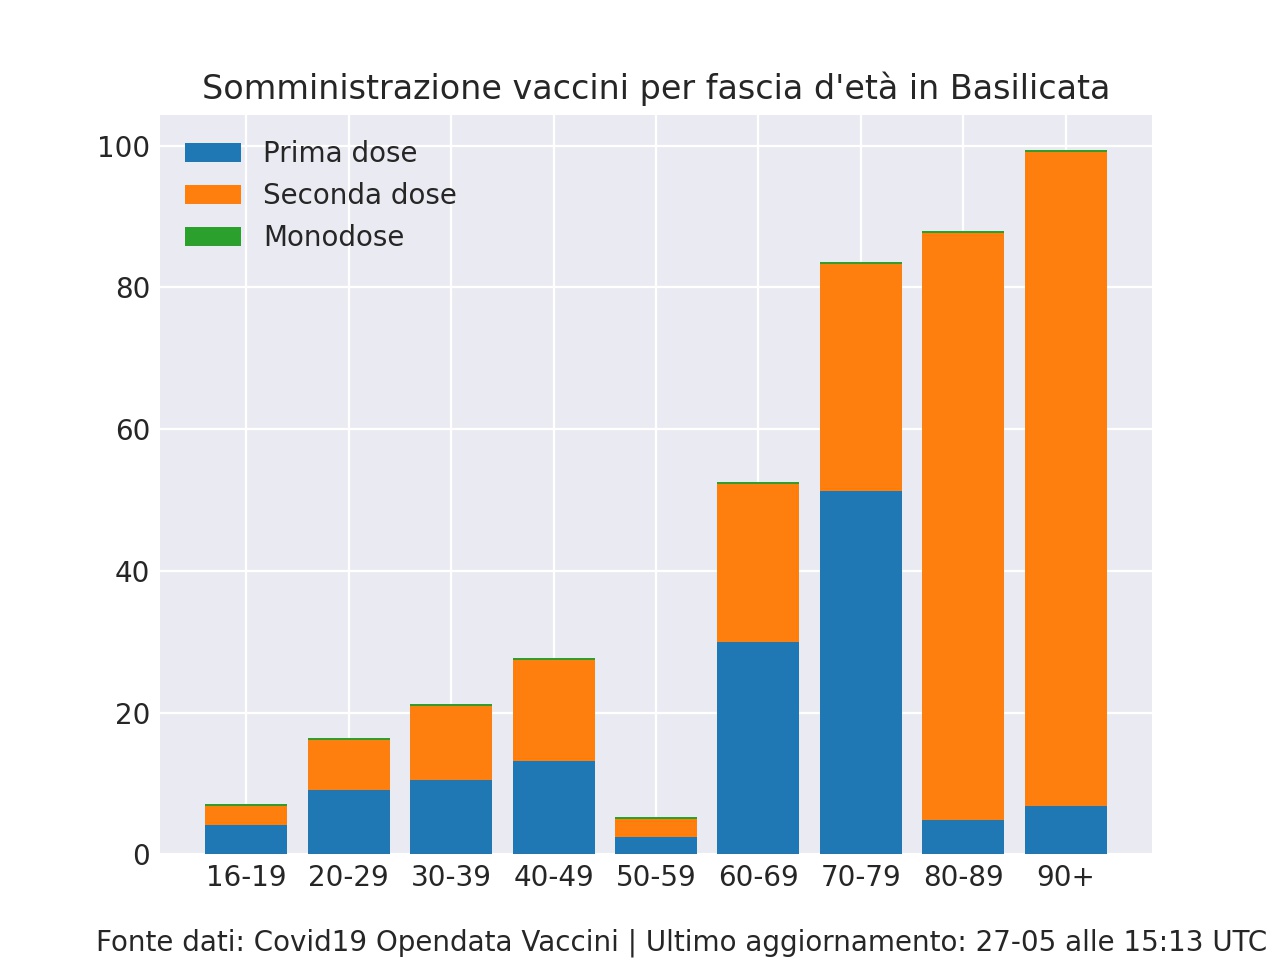 Somministrazione vaccini per fascia d'età in Basilicata
100
80
60
40
20
0
Prima dose
Seconda dose
Monodose
16-19 20-29 30-39 40-49 50-59 60-69 70-79 80-89 90+
Fonte dati: Covid19 Opendata Vaccini | Ultimo aggiornamento: 27-05 alle 15:13 UTC